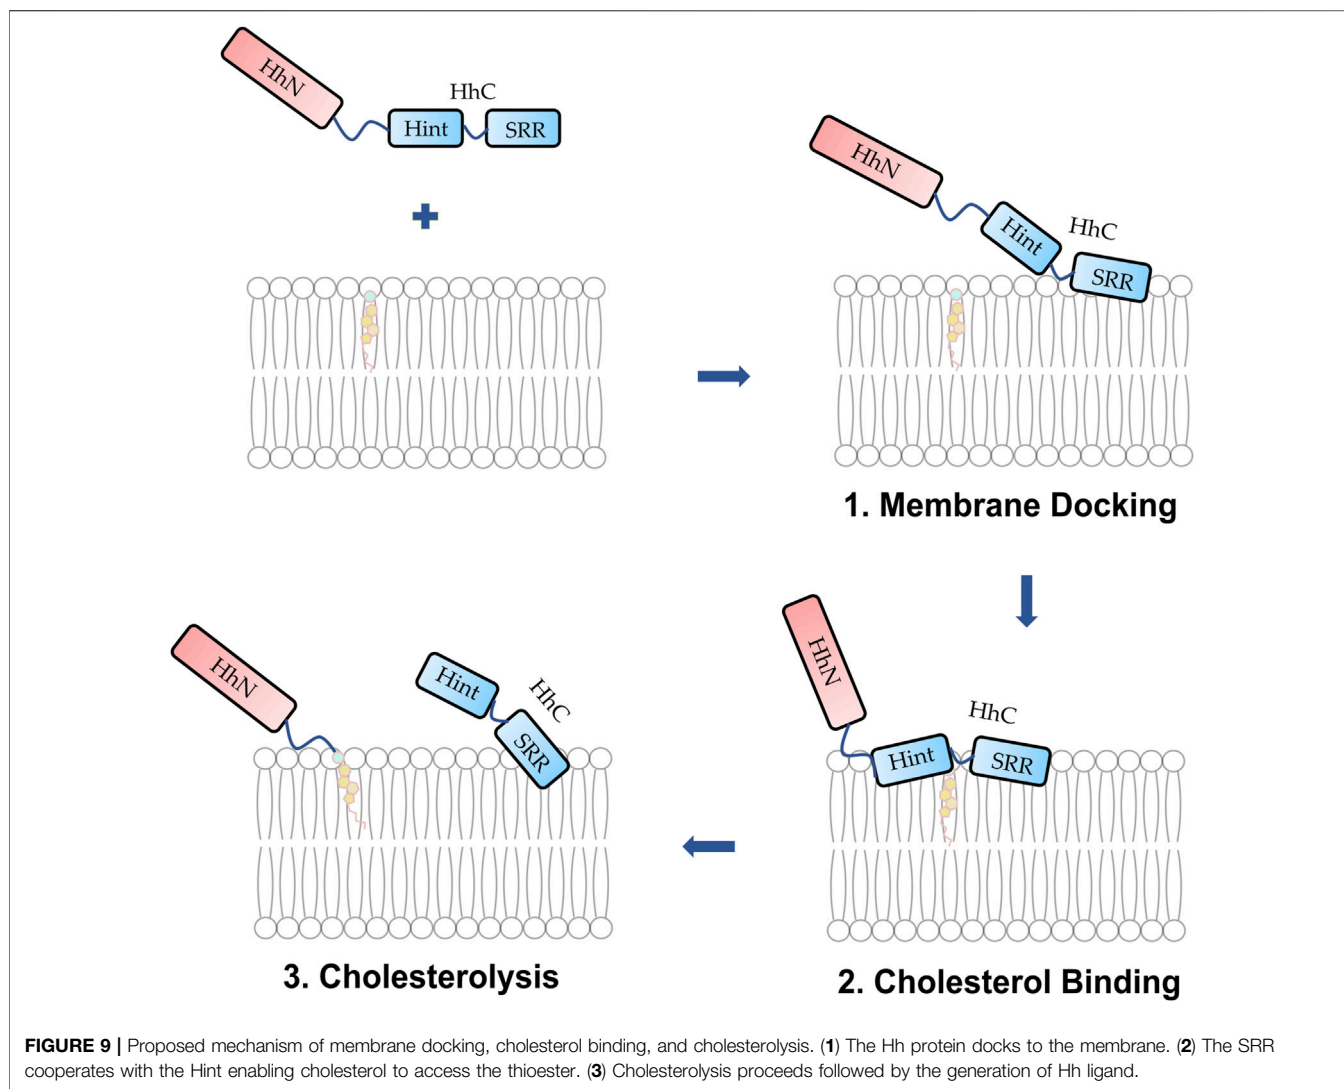 HhN
HhC
Hint
SRR
HhN
HhC
Hint
SRR
1. Membrane Docking
HhN
HhC
Hint
SRR
2. Cholesterol Binding
HhN
Hint
HhC
SRR
3. Cholesterolysis
FIGURE 9 | Proposed mechanism of membrane docking, cholesterol binding, and cholesterolysis. (1) The Hh protein docks to the membrane. (2) The SRR
cooperates with the Hint enabling cholesterol to access the thioester. (3) Cholesterolysis proceeds followed by the generation of Hh ligand.